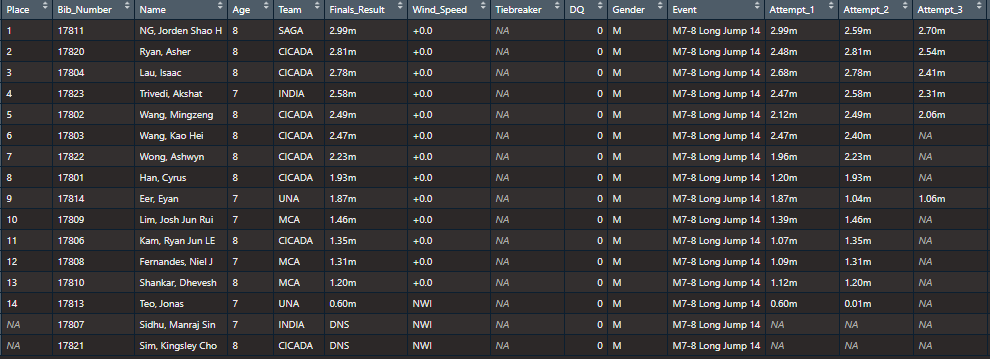 Place Bib_Number Name Age Team Finals_Result Wind_Speed Tiebreaker DQ Gender Event Attempt_1 Attempt_2 Attempt_3
1 17811 NG, Jorden Shao H 8 SAGA 2.99m +0.0 NA 0 M M7-8 Long Jump 14 2.99m 2.59m 2.70m
2 17820 Ryan, Asher 8 CICADA 2.81m +0.0 NA 0 M M7-8 Long Jump 14 2.48m 2.81m 2.54m
3 17804 Lau, Isaac 8 CICADA 2.78m +0.0 NA 0 M M7-8 Long Jump 14 2.68m 2.78m 2.41m
4 17823 Trivedi, Akshat 7 INDIA 2.58m +0.0 NA 0 M M7-8 Long Jump 14 2.47m 2.58m 2.31m
5 17802 Wang, Mingzeng 8 CICADA 2.49m +0.0 NA 0 M M7-8 Long Jump 14 2.12m 2.49m 2.06m
6 17803 Wang, Kao Hei 8 CICADA 2.47m +0.0 NA 0 M M7-8 Long Jump 14 2.47m 2.40m NA
7 17822 Wong, Ashwyn 8 CICADA 2.23m +0.0 NA 0 M M7-8 Long Jump 14 1.96m 2.23m NA
8 17801 Han, Cyrus 8 CICADA 1.93m +0.0 NA 0 M M7-8 Long Jump 14 1.20m 1.93m NA
9 17814 Eer, Eyan 7 UNA 1.87m +0.0 NA 0 M M7-8 Long Jump 14 1.87m 1.04m 1.06m
10 17809 Lim, Josh Jun Rui 7 MCA 1.46m +0.0 NA 0 M M7-8 Long Jump 14 1.39m 1.46m NA
11 17806 Kam, Ryan Jun LE 8 CICADA 1.35m +0.0 NA 0 M M7-8 Long Jump 14 1.07m 1.35m NA
12 17808 Fernandes, Niel J 7 MCA 1.31m +0.0 NA 0 M M7-8 Long Jump 14 1.09m 1.31m NA
13 17810 Shankar, Dhevesh 8 MCA 1.20m +0.0 NA 0 M M7-8 Long Jump 14 1.12m 1.20m NA
14 17813 Teo, Jonas 7 UNA 0.60m NWI NA 0 M M7-8 Long Jump 14 0.60m 0.01m NA
NA 17807 Sidhu, Manraj Sin 7 INDIA DNS NWI NA 0 M M7-8 Long Jump 14 NA NA NA
NA 17821 Sim, Kingsley Cho 8 CICADA DNS NWI NA 0 M M7-8 Long Jump 14 NA NA NA